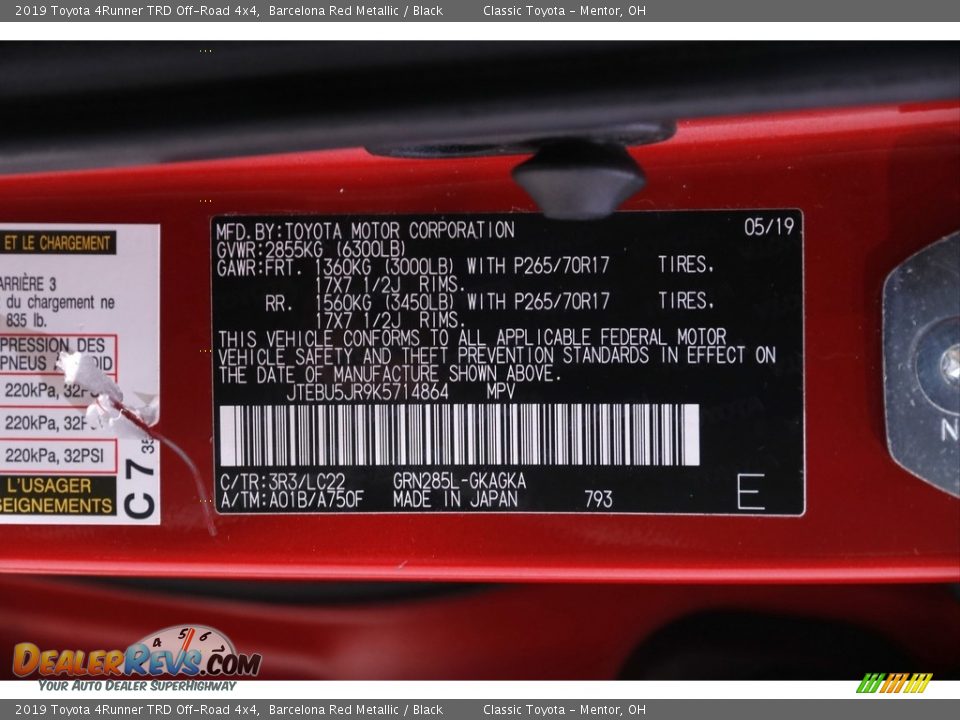 2019 Toyota 4Runner TRD Off-Road 4x4, Barcelona Red Metallic / Black Classic Toyota - Mentor, OH
MFD.BY:TOYOTA MOTOR CORPORATION 05/19
GVWR:2855KG (6300LB)
GAWR:FRT. 1360KG (3000LB) WITH P265/70R17 TIRES.
17X7 1/2J RIMS.
RR. 1560KG (3450LB) WITH P265/70R17 TIRES.
17X7 1/2J RIMS.
THIS VEHICLE CONFORMS TO ALL APPLICABLE FEDERAL MOTOR
VEHICLE SAFETY AND THEFT PREVENTION STANDARDS IN EFFECT ON
THE DATE OF MANUFACTURE SHOWN ABOVE.
JTEBU5JR9K5714864 MPV
C/TR:3R3/LC22 GRN285L-GKAGKA
A/TM:A01B/A750F MADE IN JAPAN 793 E
ET LE CHARGEMENT
ARRIÈRE 3
du chargement ne
835 lb.
PRESSION DES
PNEUS À
220kPa, 32PSI
220kPa,
220kPa, 32PSI
L'USAGER
C7 35
N
4 5 6
DEALERREVS.COM
YOUR AUTO DEALER SUPERHIGHWAY
2019 Toyota 4Runner TRD Off-Road 4x4, Barcelona Red Metallic / Black Classic Toyota - Mentor, OH